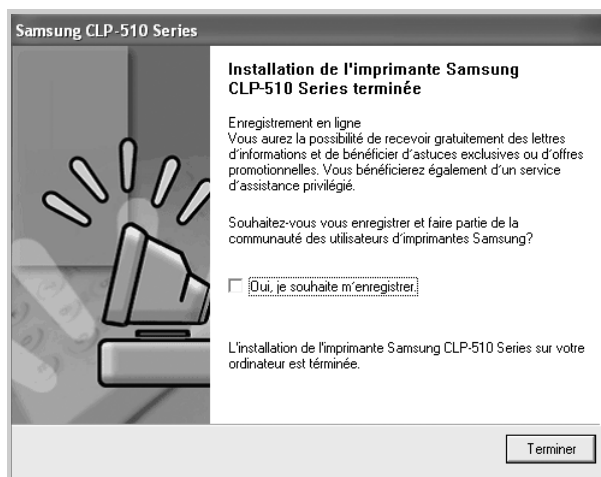 Samsung CLP-510 Series
Installation de l'imprimante Samsung
CLP-510 Series terminée
Enregistrement en ligne
Vous aurez la possibilité de recevoir gratuitement des lettres
d'informations et de bénéficier d'astuces exclusives ou d'offres
promotionnelles. Vous bénéficierez également d'un service
d'assistance privilégié.
Souhaitez-vous vous enregistrer et faire partie de la
communauté des utilisateurs d'imprimantes Samsung?
Oui, je souhaite m'enregistrer.
L'installation de l'imprimante Samsung CLP-510 Series sur votre
ordinateur est términée.
Terminer